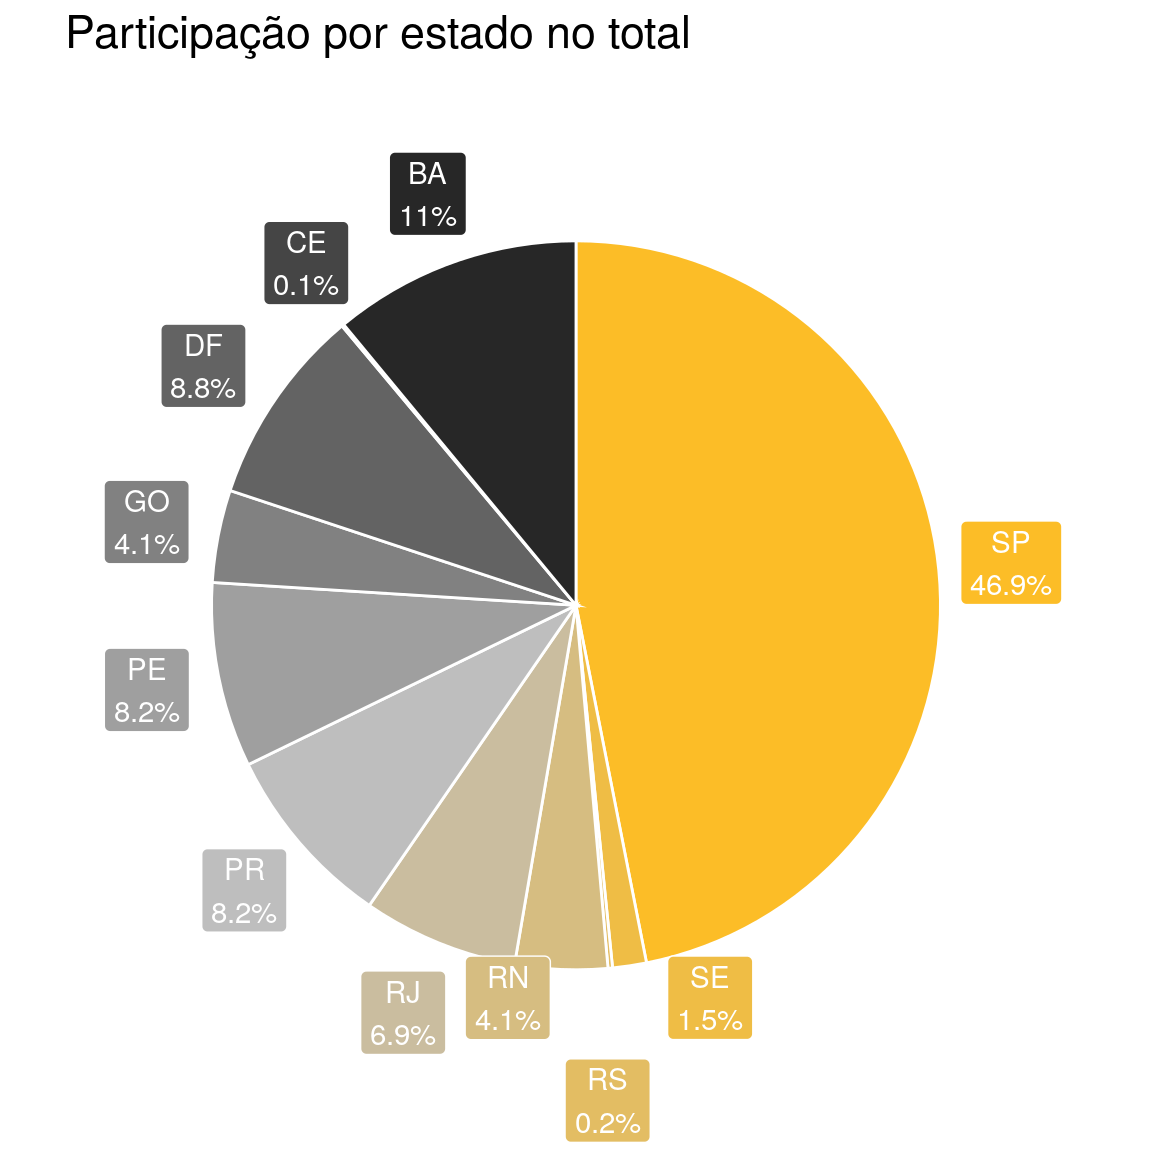 Participação por estado no total
BA
11%
CE
0.1%
DF
8.8%
GO
4.1%
SP
46.9%
PE
8.2%
PR
8.2%
RJ
6.9%
RN
4.1%
SE
1.5%
RS
0.2%